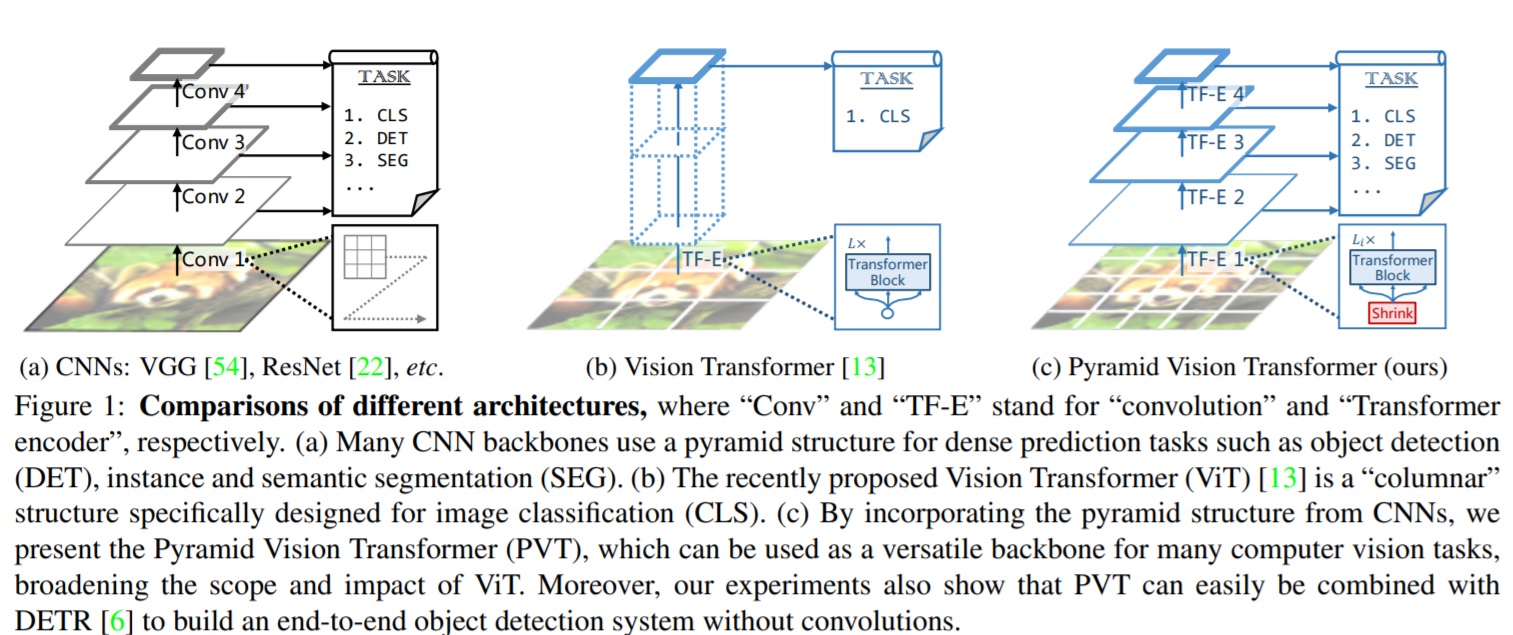 TASK
1. CLS
2. DET
3. SEG
...
Conv 4
Conv 3
Conv 2
Conv 1
(a) CNNs: VGG [54], ResNet [22], etc.
TASK
1. CLS
TF-E
L×
Transformer
Block
(b) Vision Transformer [13]
TASK
1. CLS
2. DET
3. SEG
...
TF-E 4
TF-E 3
TF-E 2
TF-E 1
Lᵢ×
Transformer
Block
Shrink
(c) Pyramid Vision Transformer (ours)
Figure 1: Comparisons of different architectures, where “Conv” and “TF-E” stand for “convolution” and “Transformer
encoder”, respectively. (a) Many CNN backbones use a pyramid structure for dense prediction tasks such as object detection
(DET), instance and semantic segmentation (SEG). (b) The recently proposed Vision Transformer (ViT) [13] is a “columnar”
structure specifically designed for image classification (CLS). (c) By incorporating the pyramid structure from CNNs, we
present the Pyramid Vision Transformer (PVT), which can be used as a versatile backbone for many computer vision tasks,
broadening the scope and impact of ViT. Moreover, our experiments also show that PVT can easily be combined with
DETR [6] to build an end-to-end object detection system without convolutions.